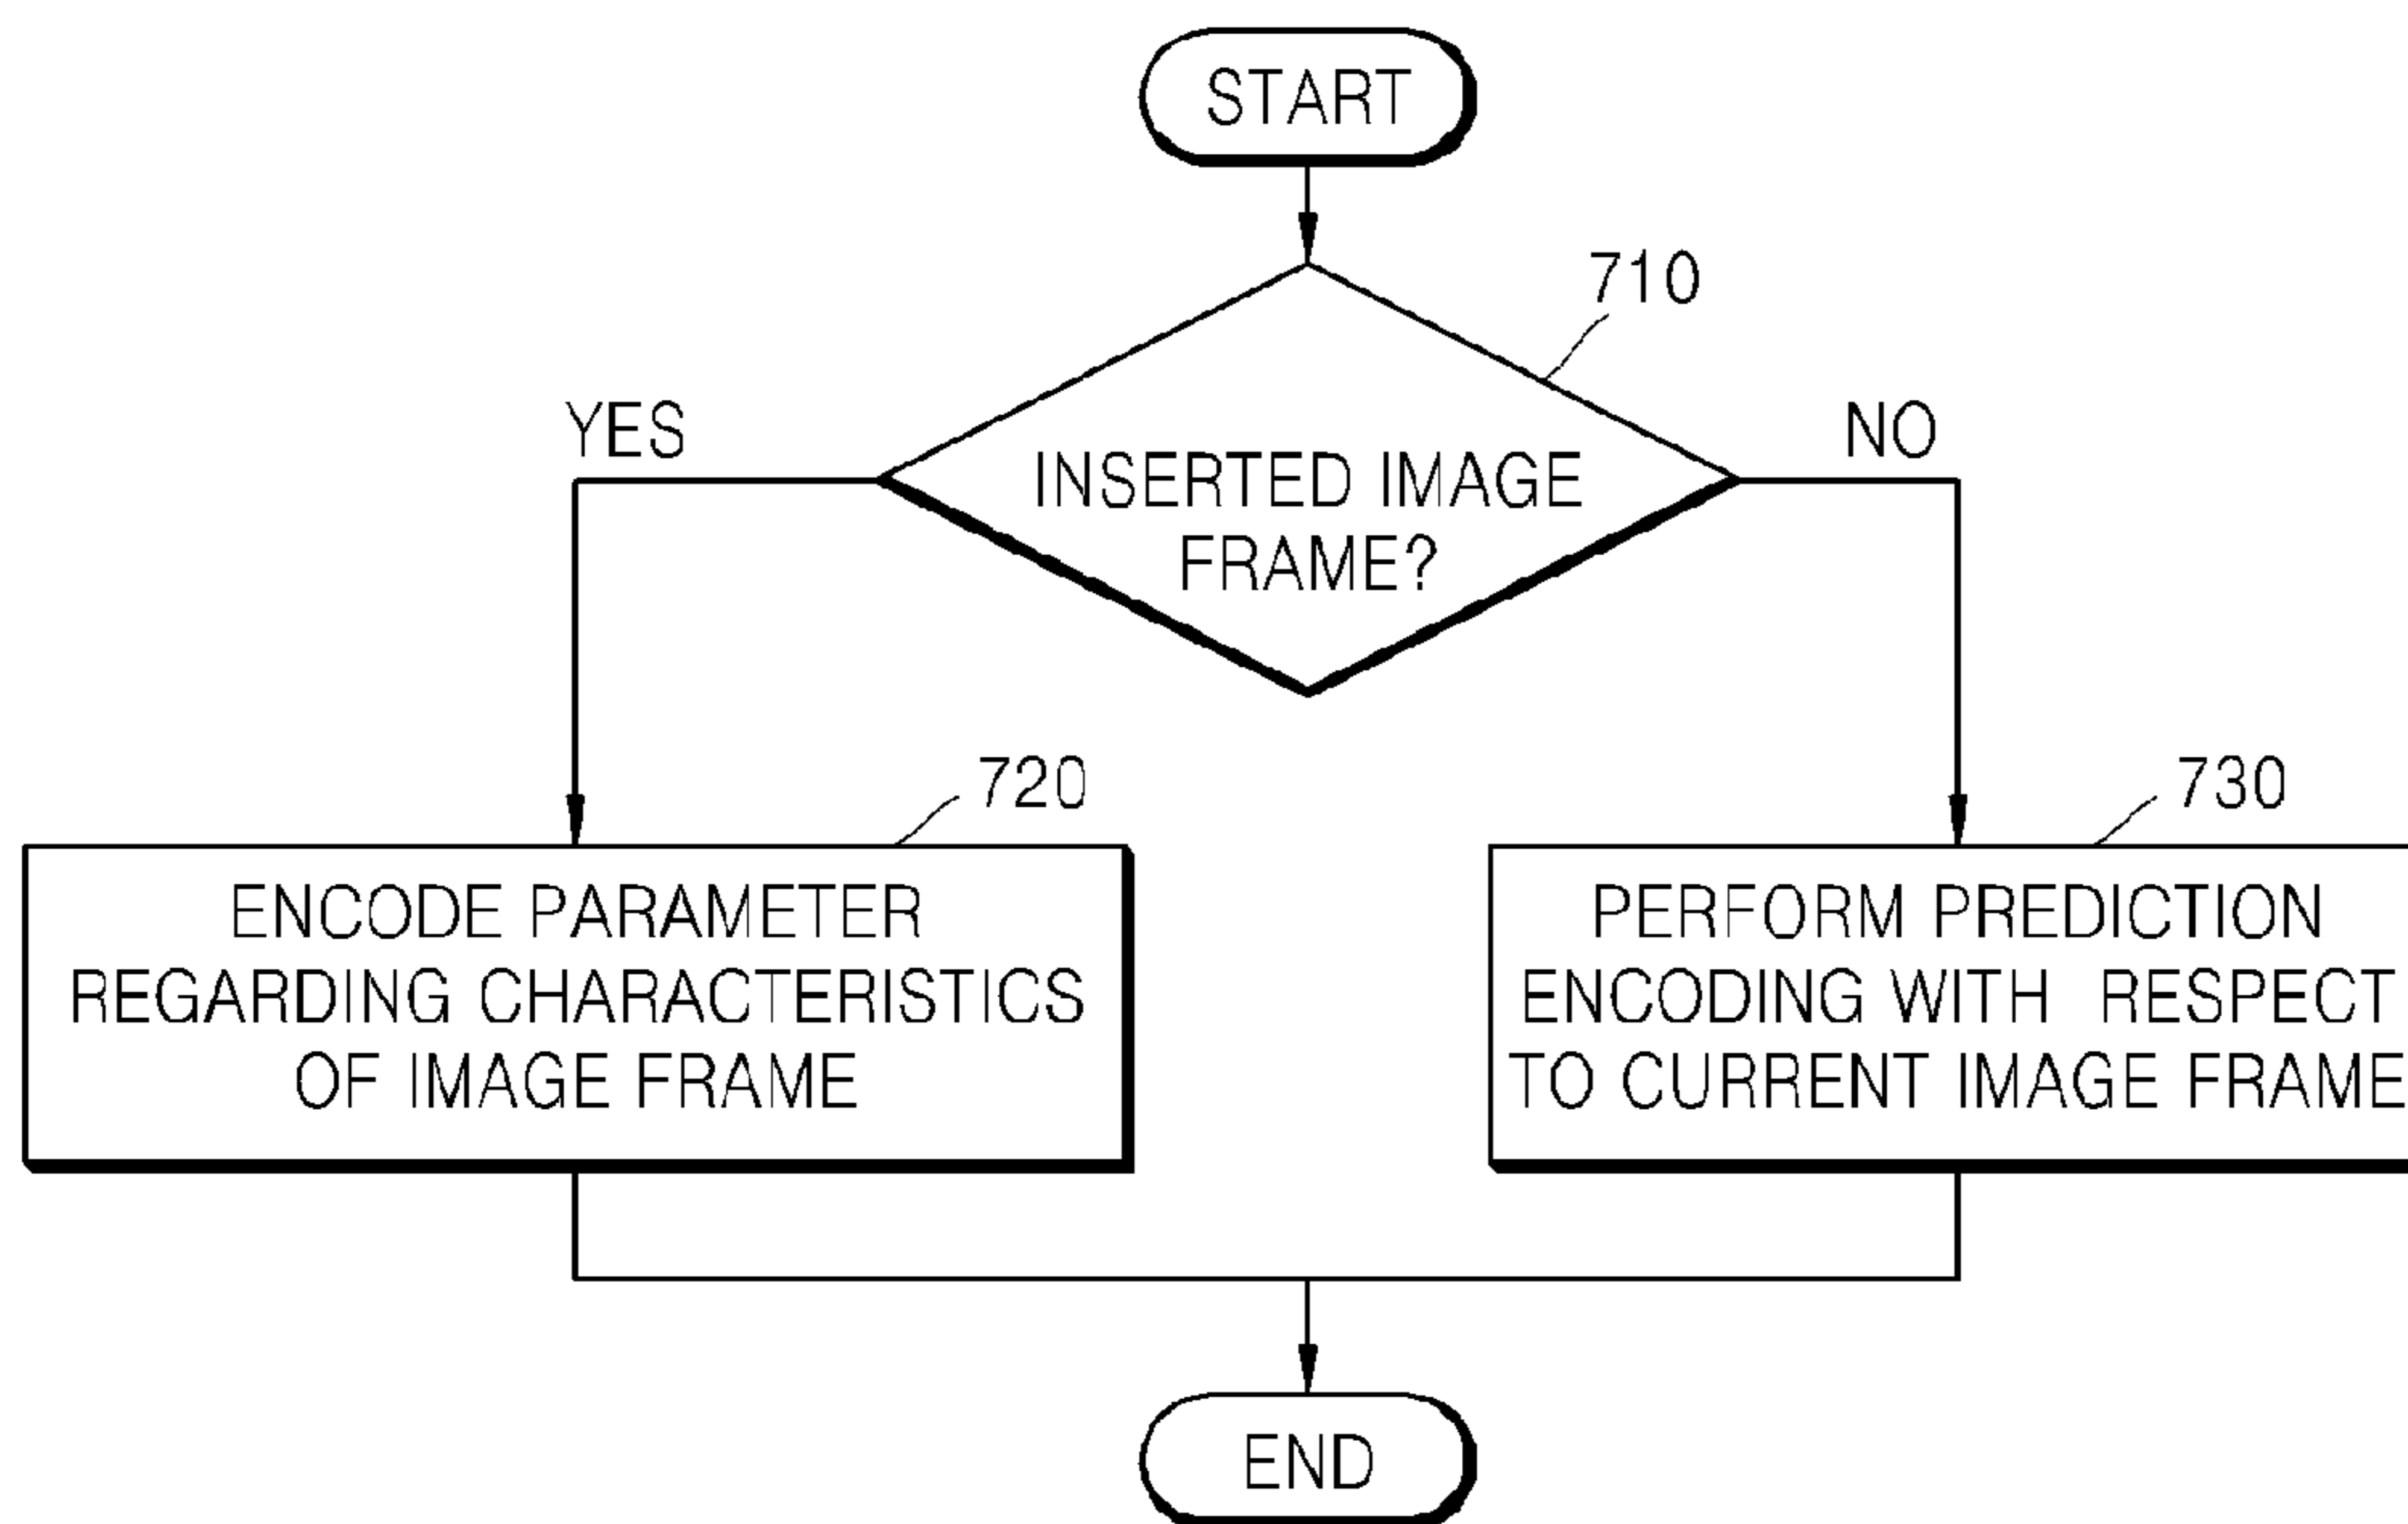 START
710
YES
NO
INSERTED IMAGE
FRAME?
720
730
ENCODE PARAMETER
REGARDING CHARACTERISTICS
OF IMAGE FRAME
PERFORM PREDICTION
ENCODING WITH RESPECT
TO CURRENT IMAGE FRAME
END